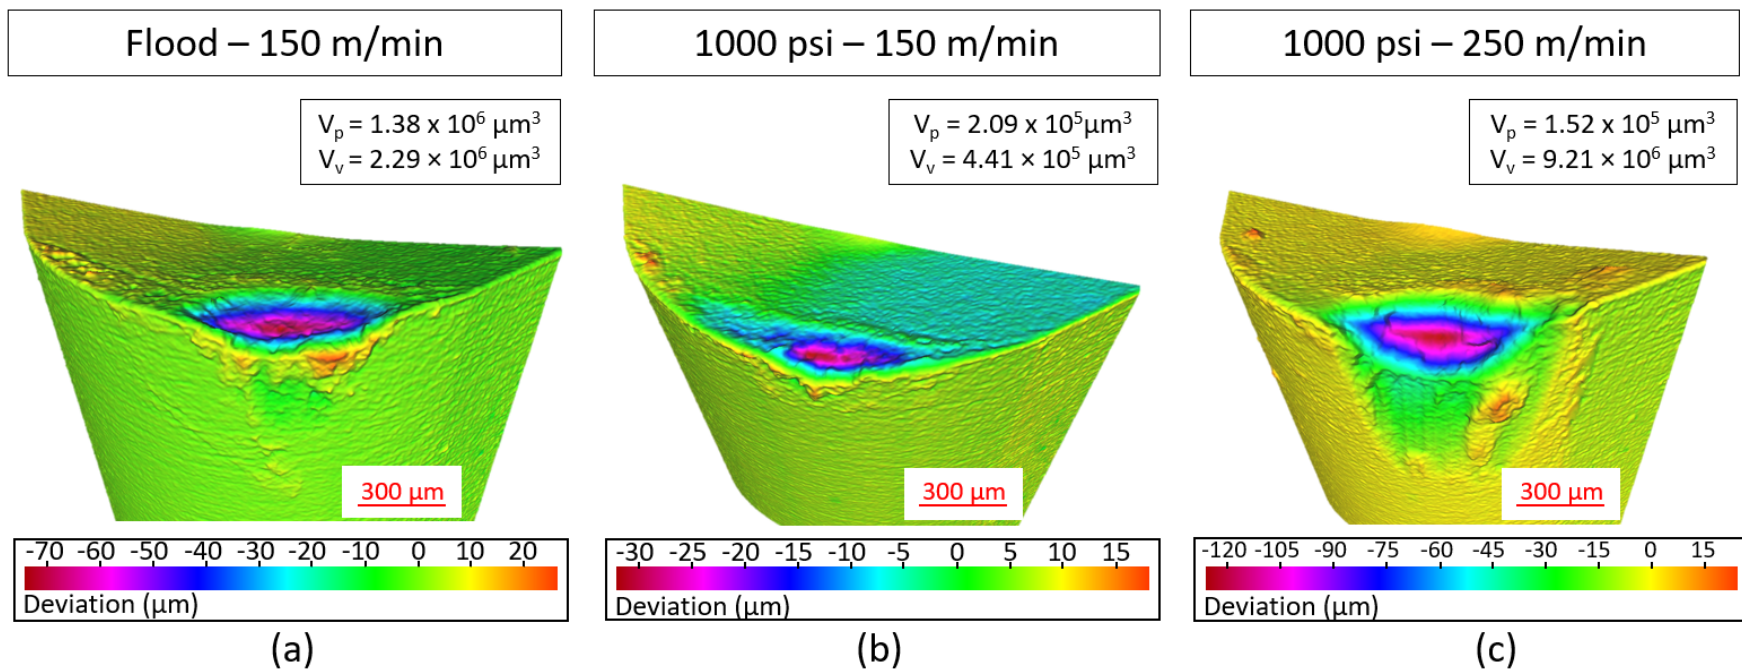 Flood – 150 m/min
1000 psi – 150 m/min
1000 psi – 250 m/min
Vₚ = 1.38 x 10⁶ µm³
Vᵥ = 2.29 × 10⁶ µm³
Vₚ = 2.09 x 10⁵µm³
Vᵥ = 4.41 × 10⁵ µm³
Vₚ = 1.52 x 10⁵ µm³
Vᵥ = 9.21 × 10⁶ µm³
300 µm
300 µm
300 µm
-70 -60 -50 -40 -30 -20 -10 0 10 20
Deviation (µm)
-30 -25 -20 -15 -10 -5 0 5 10 15
Deviation (µm)
-120 -105 -90 -75 -60 -45 -30 -15 0 15
Deviation (µm)
(a)
(b)
(c)